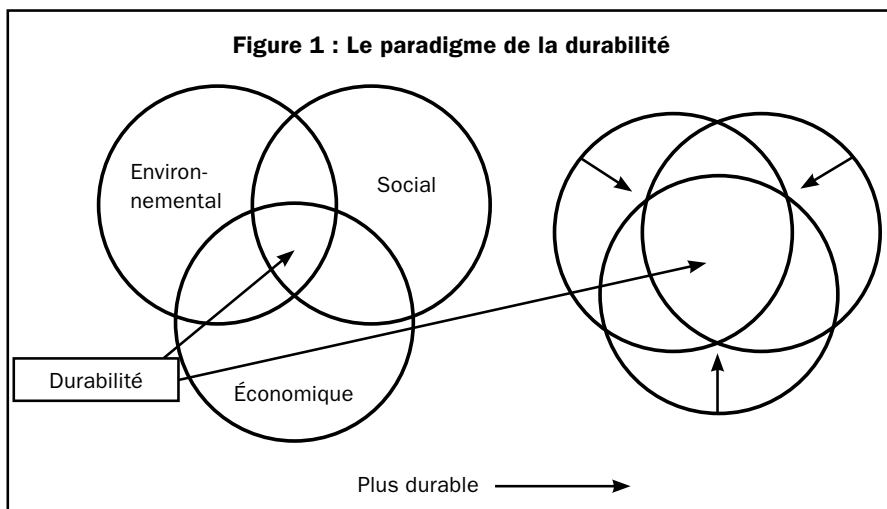 Figure 1 : Le paradigme de la durabilité
Environ-
nemental
Social
Durabilité
Économique
Plus durable